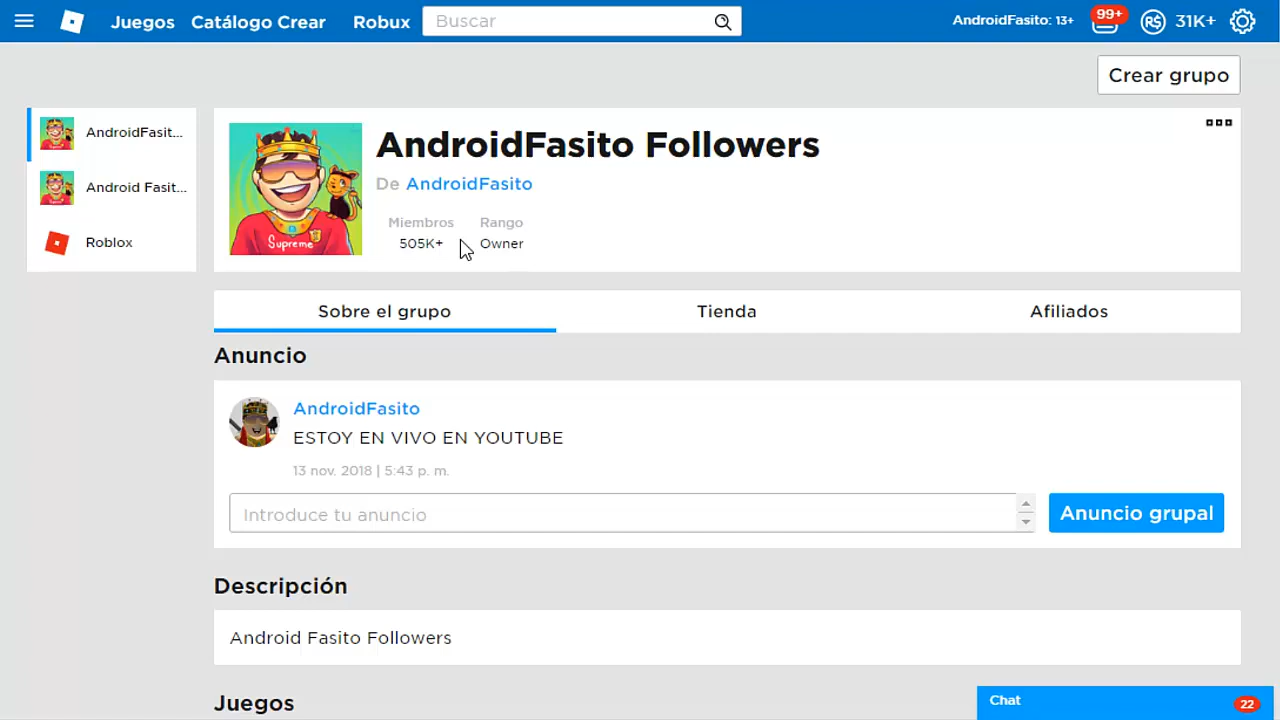 Juegos Catálogo Crear Robux Buscar AndroidFasito: 13+ 99+ R$ 31K+
Crear grupo
AndroidFasit...
Android Fasit...
Roblox
AndroidFasito Followers
De AndroidFasito
Miembros Rango
505K+ Owner
Supreme
Sobre el grupo Tienda Afiliados
Anuncio
AndroidFasito
ESTOY EN VIVO EN YOUTUBE
13 nov. 2018 | 5:43 p. m.
Introduce tu anuncio Anuncio grupal
Descripción
Android Fasito Followers
Juegos
Chat 22